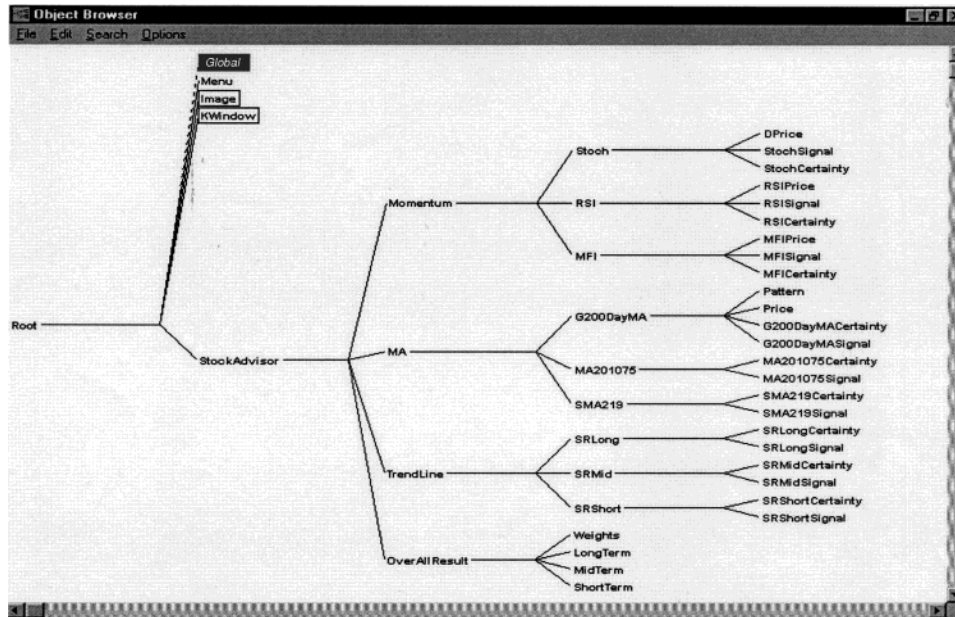 Object Browser
File Edit Search Options
Global
Menu
Image
KWindow
Root
StockAdvisor
Momentum
Stoch
DPrice
StochSignal
StochCertainty
RSI
RSIPrice
RSISignal
RSICertainty
MFI
MFIPrice
MFISignal
MFICertainty
MA
G200DayMA
Pattern
Price
G200DayMACertainty
G200DayMASignal
MA201075
MA201075Certainty
MA201075Signal
SMA219
SMA219Certainty
SMA219Signal
TrendLine
SRLong
SRLongCertainty
SRLongSignal
SRMid
SRMidCertainty
SRMidSignal
SRShort
SRShortCertainty
SRShortSignal
OverAllResult
Weights
LongTerm
MidTerm
ShortTerm